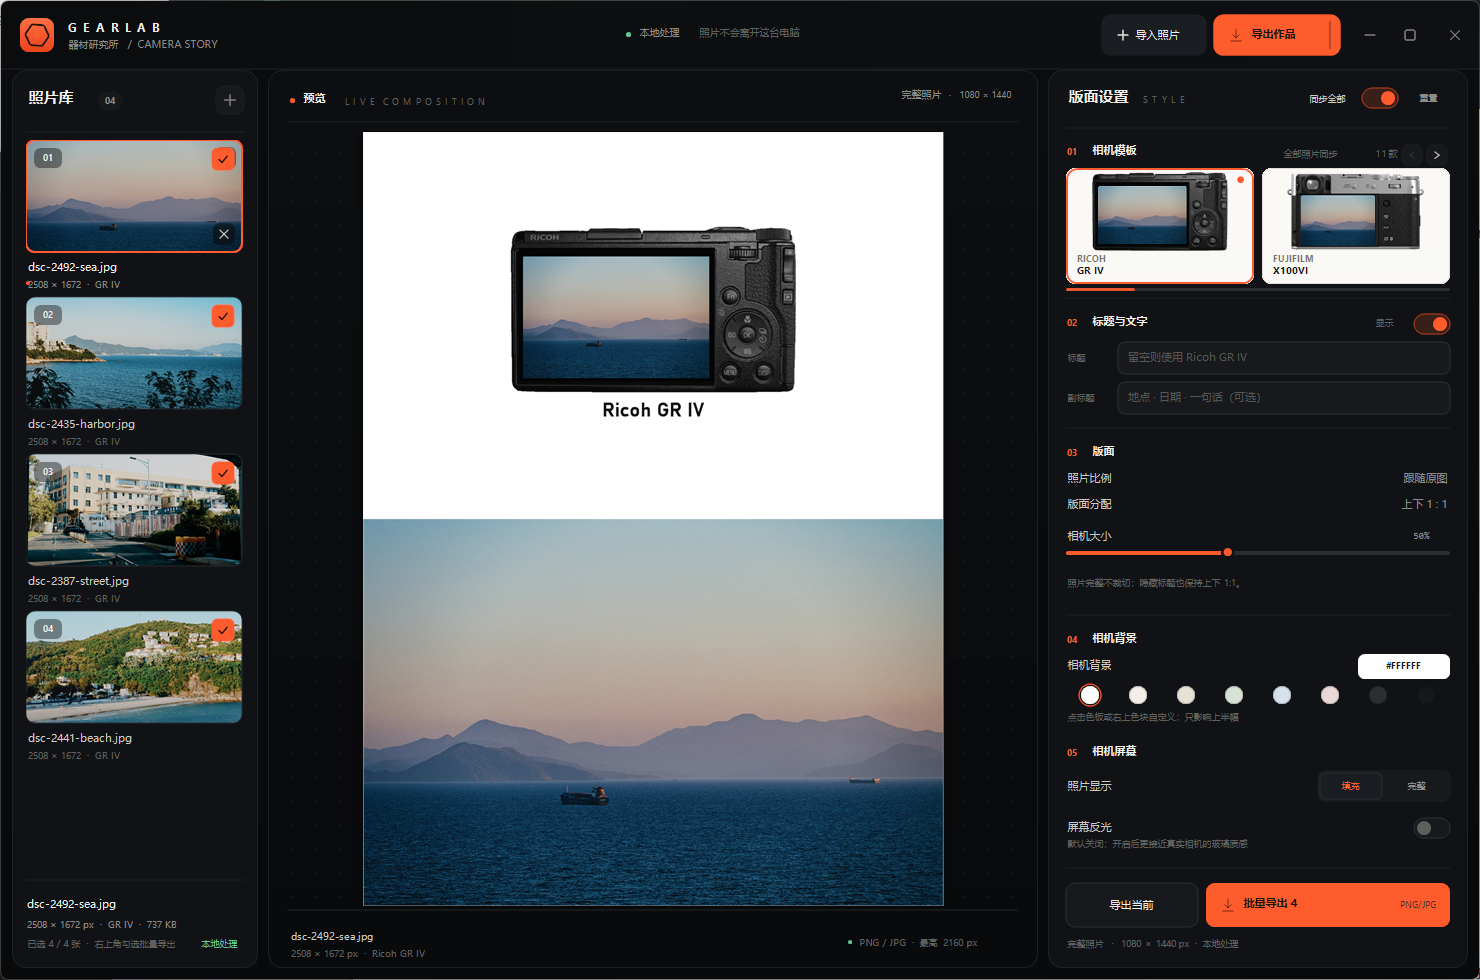 GEARLAB
器材研究所 / CAMERA STORY
本地处理 照片不会离开这台电脑
导入照片
导出作品
照片库 04
01
dsc-2492-sea.jpg
2508 × 1672 · GR IV
02
dsc-2435-harbor.jpg
2508 × 1672 · GR IV
03
dsc-2387-street.jpg
2508 × 1672 · GR IV
04
dsc-2441-beach.jpg
2508 × 1672 · GR IV
dsc-2492-sea.jpg
2508 × 1672 px · GR IV · 737 KB
已选 4 / 4 张 · 右上角勾选批量导出 本地处理
预览 LIVE COMPOSITION
完整照片 · 1080 × 1440
RICOH
Fn
ISO
OK
WB
MENU
DISP
Ricoh GR IV
dsc-2492-sea.jpg
2508 × 1672 px · Ricoh GR IV
PNG / JPG · 最高 2160 px
版面设置 STYLE
同步全部
重置
01 相机模板
全部照片同步 11 款
RICOH
GR IV
FUJIFILM
X100VI
02 标题与文字
显示
标题 留空则使用 Ricoh GR IV
副标题 地点 · 日期 · 一句话（可选）
03 版面
照片比例 跟随原图
版面分配 上下 1 : 1
相机大小 50%
照片完整不裁切；隐藏标题也保持上下 1:1。
04 相机背景
相机背景 #FFFFFF
点击色板或右上色块自定义；只影响上半幅
05 相机屏幕
照片显示 填充 完整
屏幕反光
默认关闭；开启后更接近真实相机的玻璃质感
导出当前
批量导出 4 PNG/JPG
完整照片 · 1080 × 1440 px · 本地处理